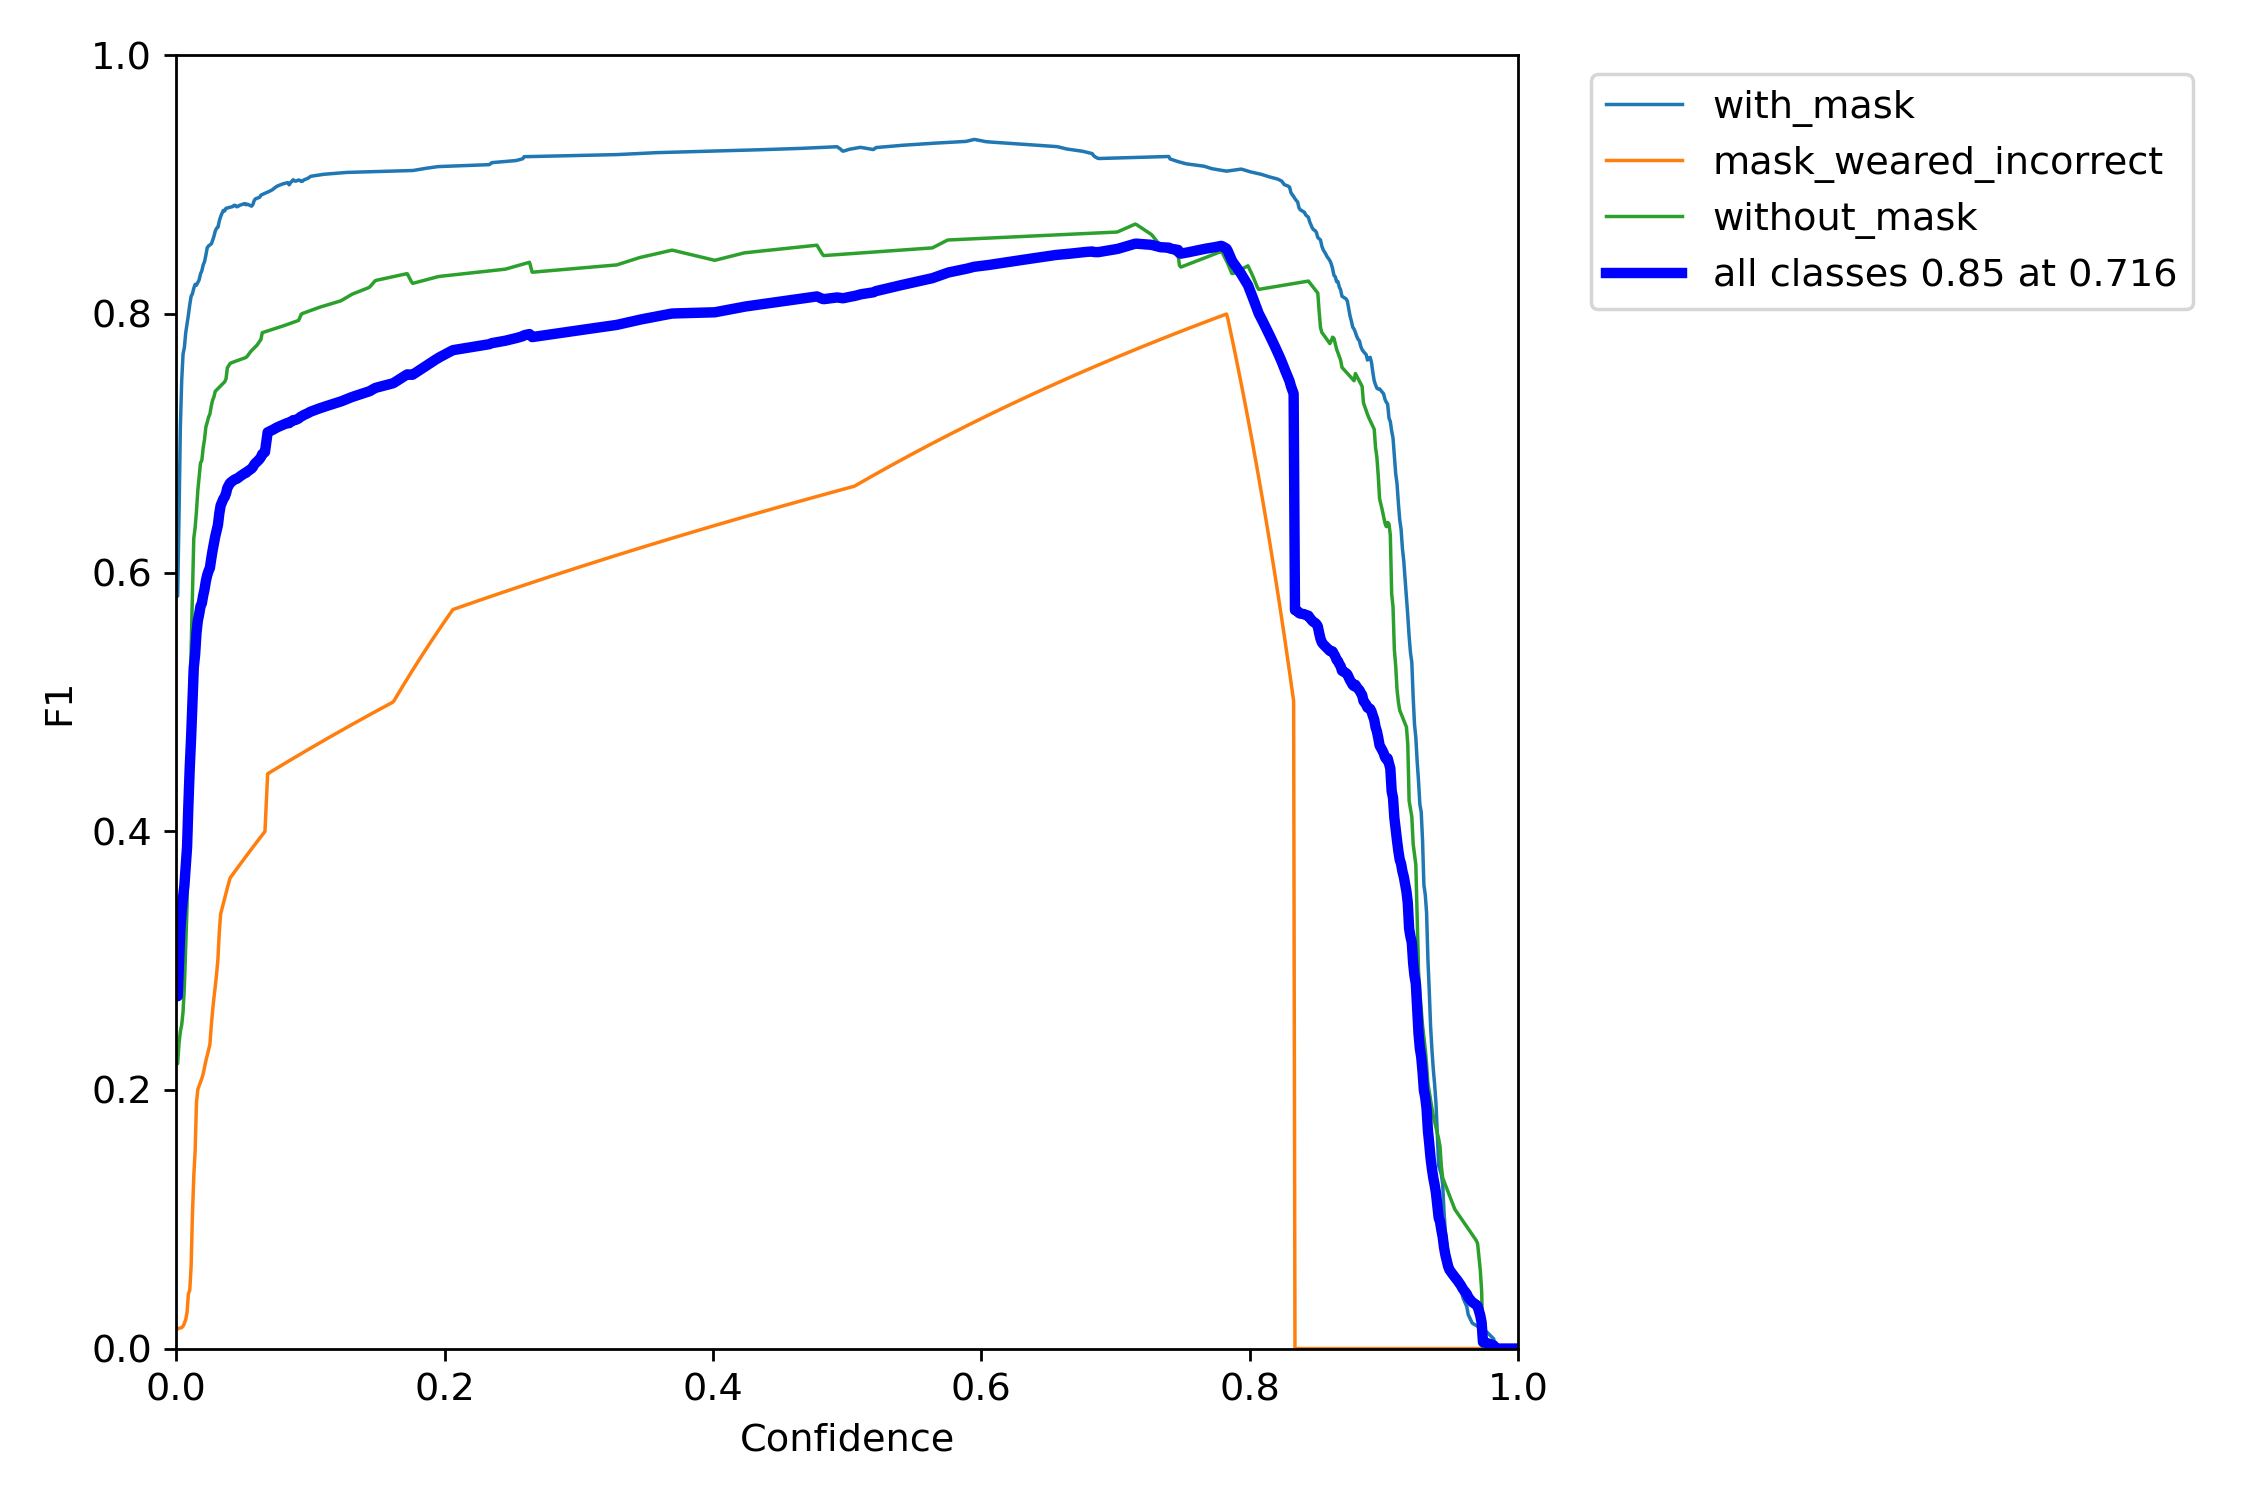 1.0
0.8
0.6
0.4
0.2
0.0
F1
0.0 0.2 0.4 0.6 0.8 1.0
Confidence
with_mask
mask_weared_incorrect
without_mask
all classes 0.85 at 0.716